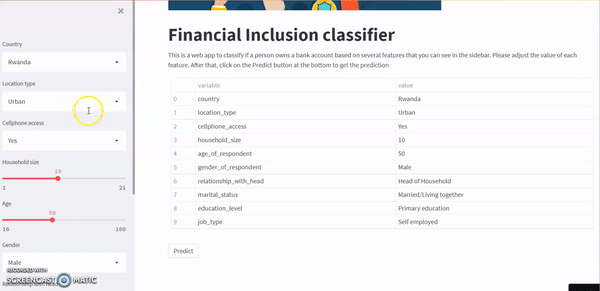 ×
Country
Rwanda
Location type
Urban
Cellphone access
Yes
Household size
10
1 21
Age
50
16 100
Gender
Male
RECORDED WITH
SCREENCAST MATIC
Financial Inclusion classifier
This is a web app to classify if a person owns a bank account based on several features that you can see in the sidebar. Please adjust the value of each
feature. After that, click on the Predict button at the bottom to get the prediction
variable value
0 country Rwanda
1 location_type Urban
2 cellphone_access Yes
3 household_size 10
4 age_of_respondent 50
5 gender_of_respondent Male
6 relationship_with_head Head of Household
7 marital_status Married/Living together
8 education_level Primary education
9 job_type Self employed
Predict